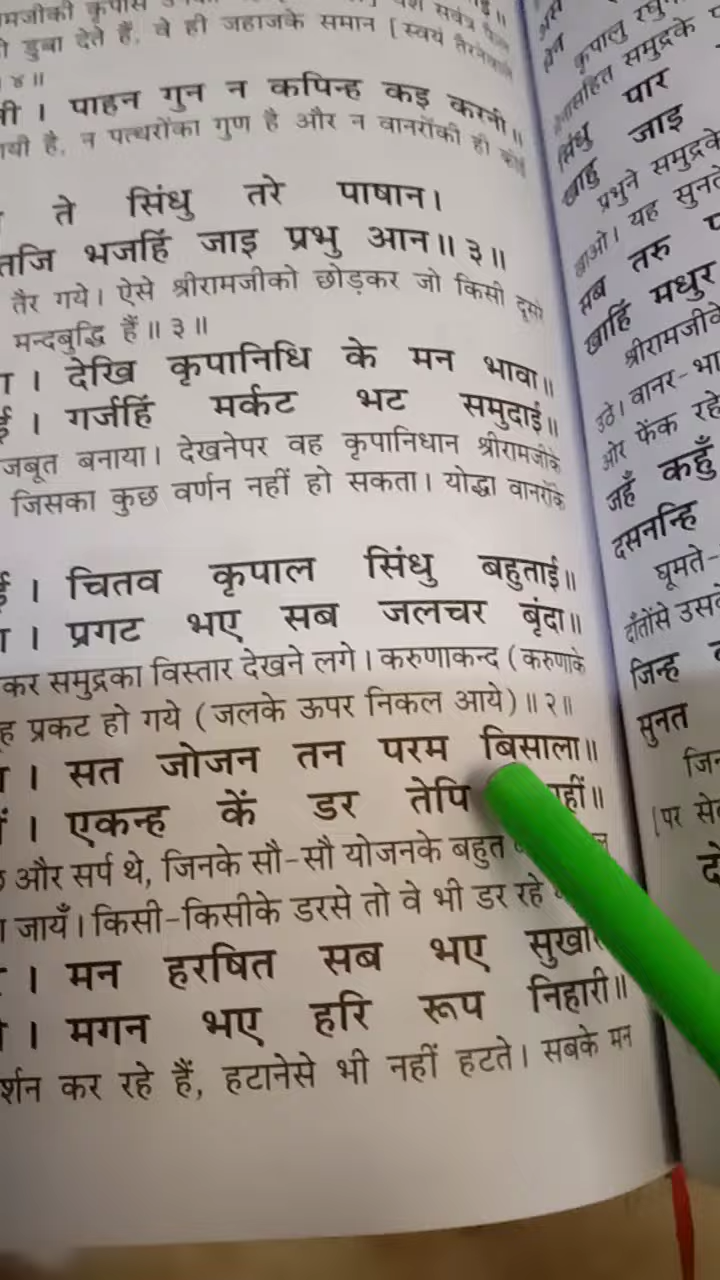 डुबा देते हैं, वे ही जहाजके समान [स्वयं
॥४॥
। पाहन गुन न कपिन्ह कइ करनी॥
गयी है, न पत्थरोंका गुण है और न वानरोंकी ही
ते सिंधु तरे पाषान।
तजि भजहिं जाइ प्रभु आन॥३॥
तैर गये। ऐसे श्रीरामजीको छोड़कर जो किसी दूसरे
मन्दबुद्धि हैं॥३॥
। देखि कृपानिधि के मन भावा॥
। गर्जहिं मर्कट भट समुदाई॥
जबूत बनाया। देखनेपर वह कृपानिधान श्रीरामजीके
जिसका कुछ वर्णन नहीं हो सकता। योद्धा वानरोंके
। चितव कृपाल सिंधु बहुताई॥
। प्रगट भए सब जलचर बृंदा॥
कर समुद्रका विस्तार देखने लगे। करुणाकन्द (करुणाके
ह प्रकट हो गये (जलके ऊपर निकल आये)॥२॥
। सत जोजन तन परम बिसाला॥
। एकन्ह कें डर तेपि हीं॥
और सर्प थे, जिनके सौ-सौ योजनके बहुत
जायँ। किसी-किसीके डरसे तो वे भी डर रहे
। मन हरषित सब भए सुखा
। मगन भए हरि रूप निहारी॥
र्शन कर रहे हैं, हटानेसे भी नहीं हटते। सबके मन
कृपालु रघु
सहित समुद्रके
सिंधु पार
खाहु जाइ
प्रभुने समुद्रके
खाओ। यह सुनते
सब तरु
खाहिं मधुर
श्रीरामजीके
उठे। वानर-भा
ओर फेंक रहे
जहँ कहुँ
दसनन्हि
घूमते-
दाँतोंसे उसके
जिन्ह
सुनत
जिन
[पर से
दो